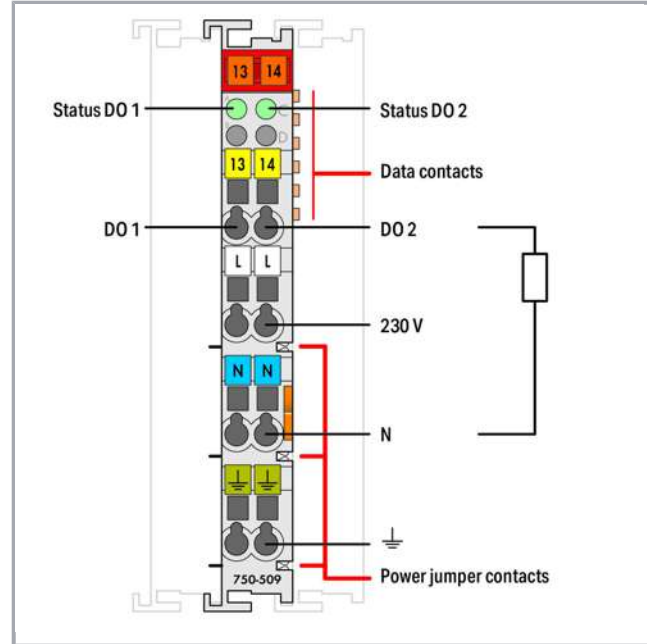 13 14
Status DO 1
A C
Status DO 2
D
13 14
Data contacts
DO 1
DO 2
L L
230 V
N N
N
750-509
Power jumper contacts